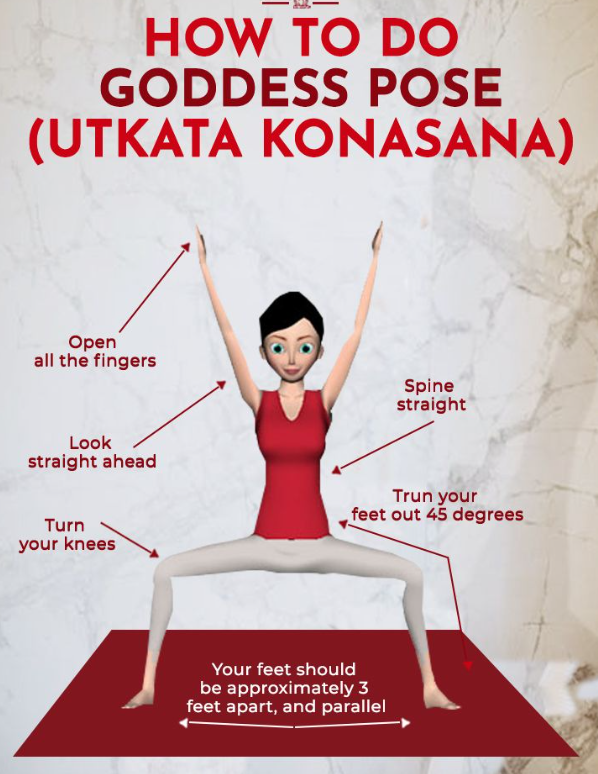 HOW TO DO
GODDESS POSE
(UTKATA KONASANA)
Open
all the fingers
Look
straight ahead
Spine
straight
Turn
your knees
Trun your
feet out 45 degrees
Your feet should
be approximately 3
feet apart, and parallel